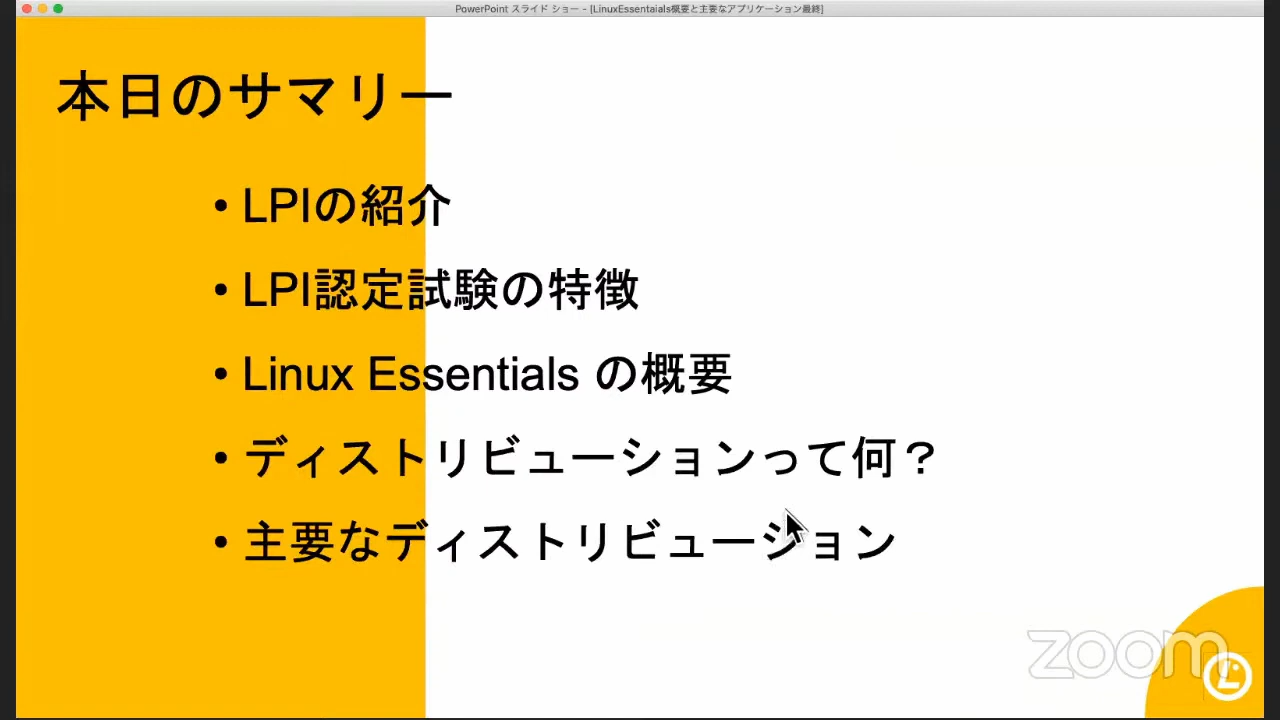 PowerPoint スライド ショー - [LinuxEssentaials概要と主要なアプリケーション最終]
本日のサマリー
• LPIの紹介
• LPI認定試験の特徴
• Linux Essentials の概要
• ディストリビューションって何？
• 主要なディストリビューション
zoom